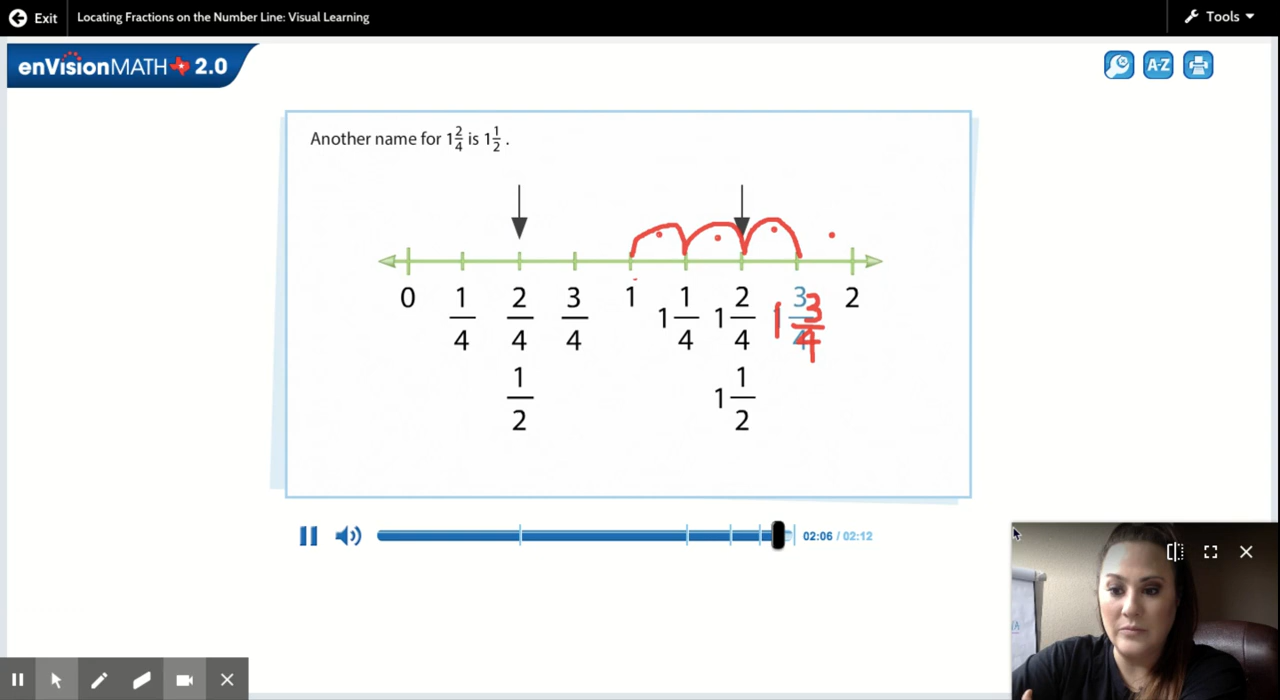 Exit Locating Fractions on the Number Line: Visual Learning Tools
enVisionMATH 2.0 A-Z
Another name for 1 2/4 is 1 1/2 .
0 1/4 2/4 3/4 1 1 1/4 1 2/4 1 3/4 2
1/2 1 1/2
02:06 / 02:12